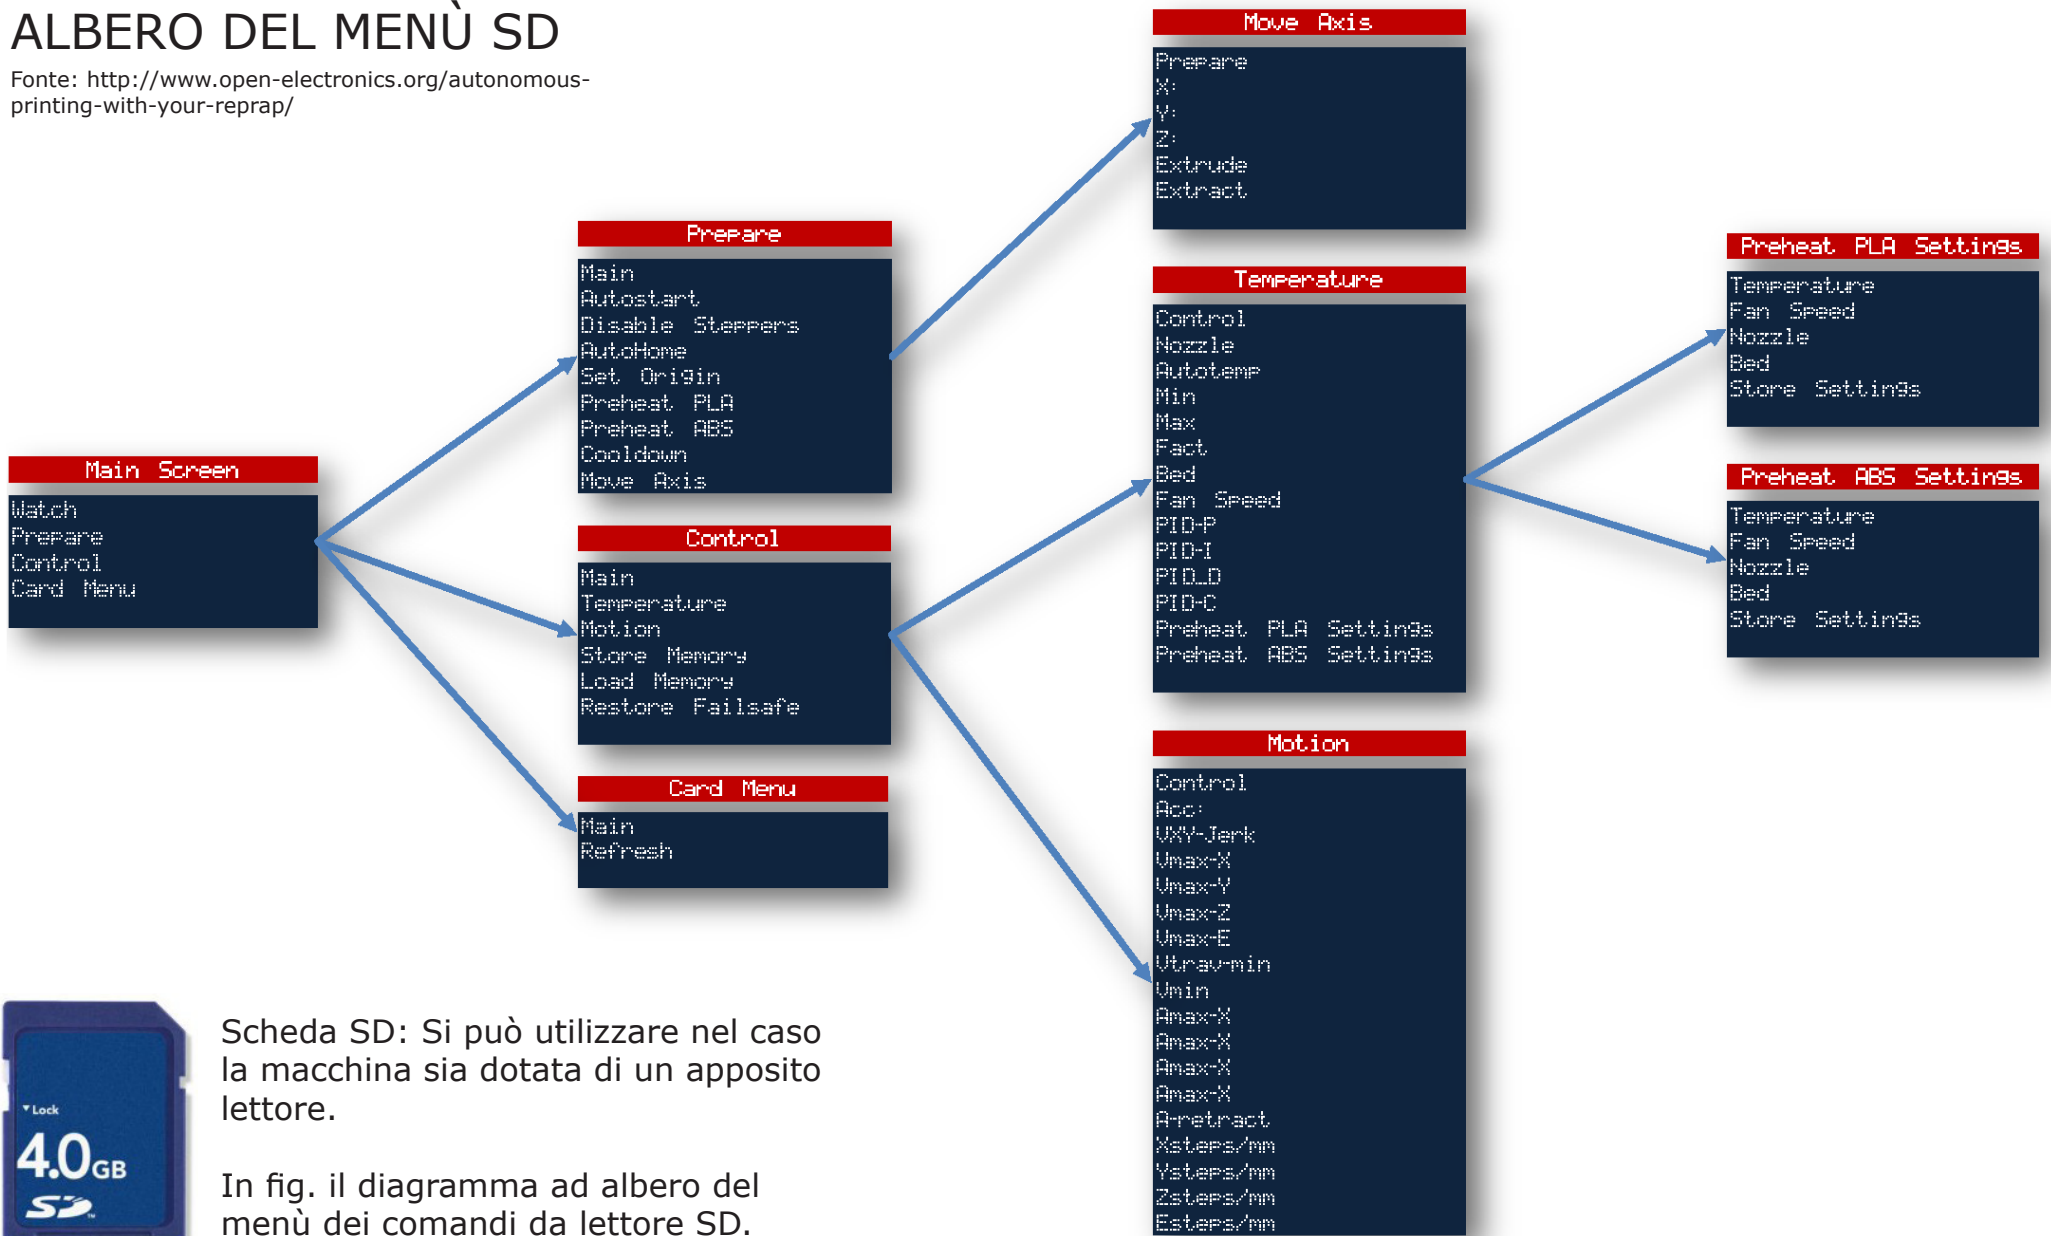 ALBERO DEL MENÙ SD
Fonte: http://www.open-electronics.org/autonomous-
printing-with-your-reprap/
Main Screen
Watch
Prepare
Control
Card Menu
Prepare
Main
Autostart
Disable Steppers
AutoHome
Set Origin
Preheat PLA
Preheat ABS
Cooldown
Move Axis
Control
Main
Temperature
Motion
Store Memory
Load Memory
Restore Failsafe
Card Menu
Main
Refresh
Move Axis
Prepare
X:
Y:
Z:
Extrude
Extract
Temperature
Control
Nozzle
Autotemp
Min
Max
Fact
Bed
Fan Speed
PID-P
PID-I
PID_D
PID-C
Preheat PLA Settings
Preheat ABS Settings
Motion
Control
Acc:
VXY-Jerk
Vmax-X
Vmax-Y
Vmax-Z
Vmax-E
Vtrav-min
Vmin
Amax-X
Amax-X
Amax-X
Amax-X
A-retract
Xsteps/mm
Ysteps/mm
Zsteps/mm
Esteps/mm
Preheat PLA Settings
Temperature
Fan Speed
Nozzle
Bed
Store Settings
Preheat ABS Settings
Temperature
Fan Speed
Nozzle
Bed
Store Settings
Lock
4.0GB
SD
Scheda SD: Si può utilizzare nel caso
la macchina sia dotata di un apposito
lettore.
In fig. il diagramma ad albero del
menù dei comandi da lettore SD.